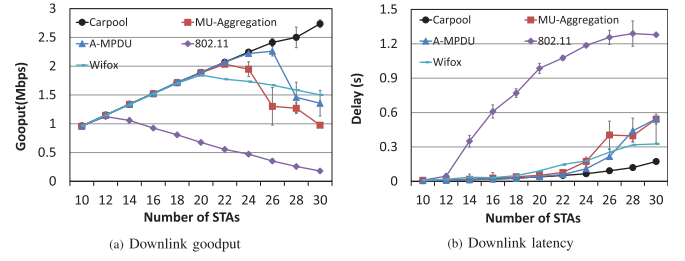 3
2.5
2
1.5
1
0.5
0
Gooput(Mbps)
Carpool
MU-Aggregation
A-MPDU
802.11
Wifox
10 12 14 16 18 20 22 24 26 28 30
Number of STAs
(a) Downlink goodput
1.5
1.2
0.9
0.6
0.3
0
Delay (s)
Carpool
MU-Aggregation
A-MPDU
802.11
Wifox
10 12 14 16 18 20 22 24 26 28 30
Number of STAs
(b) Downlink latency